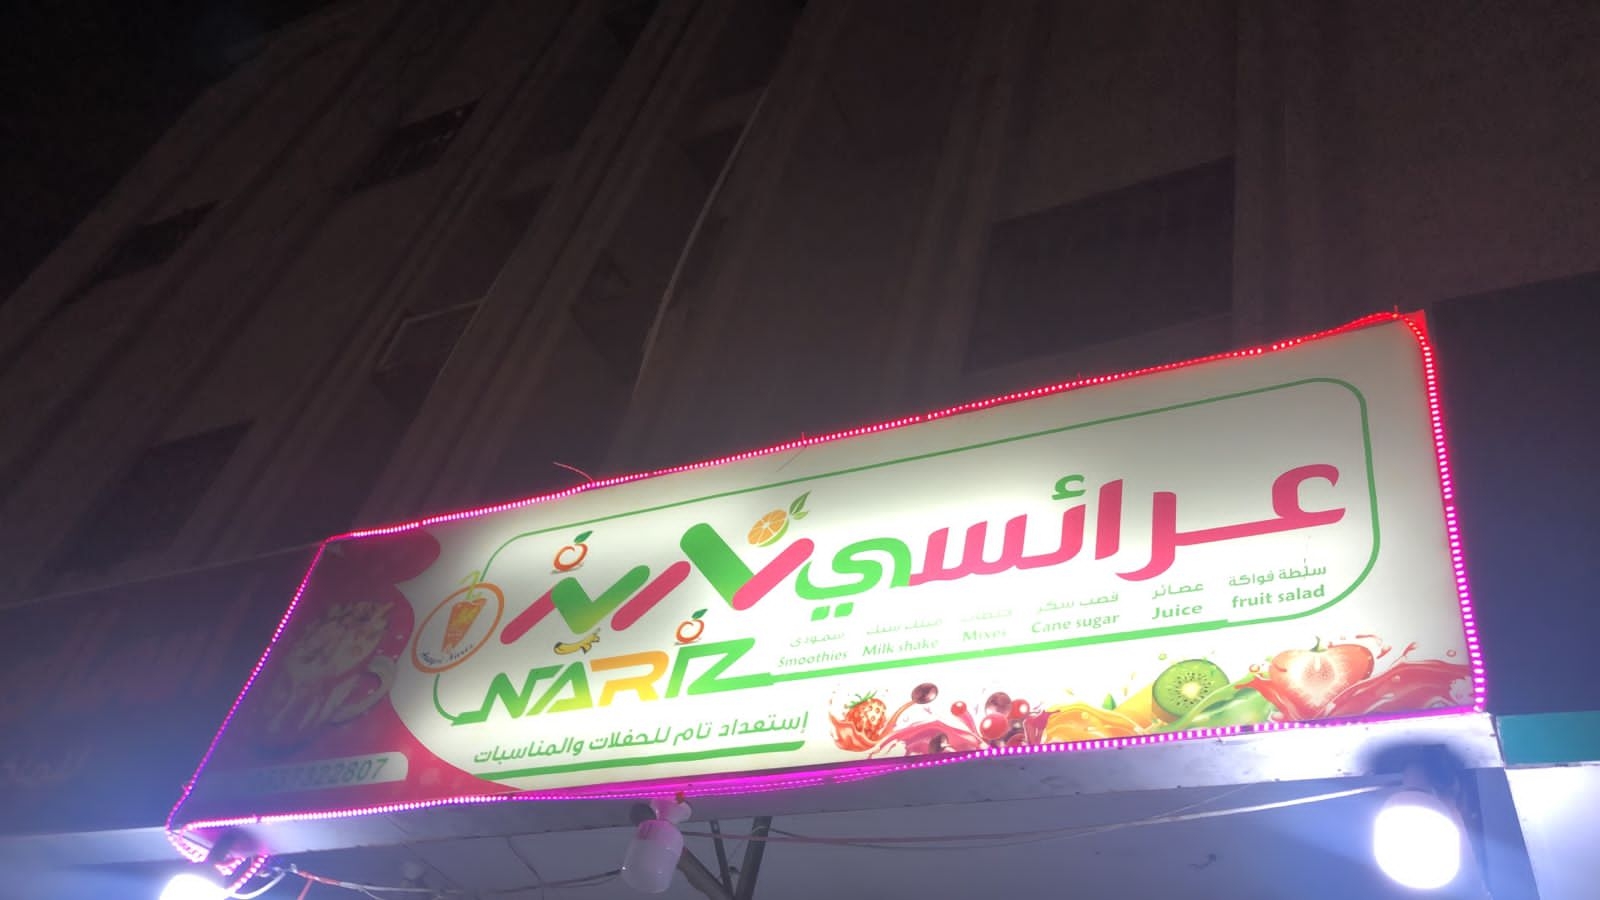 عرائسي
سلطة فواكة
fruit salad
عصائر
Juice
قصب سكر
Cane sugar
Mixes
Milk shake
سموذي
Smoothies
NARIZ
إستعداد تام للحفلات والمناسبات